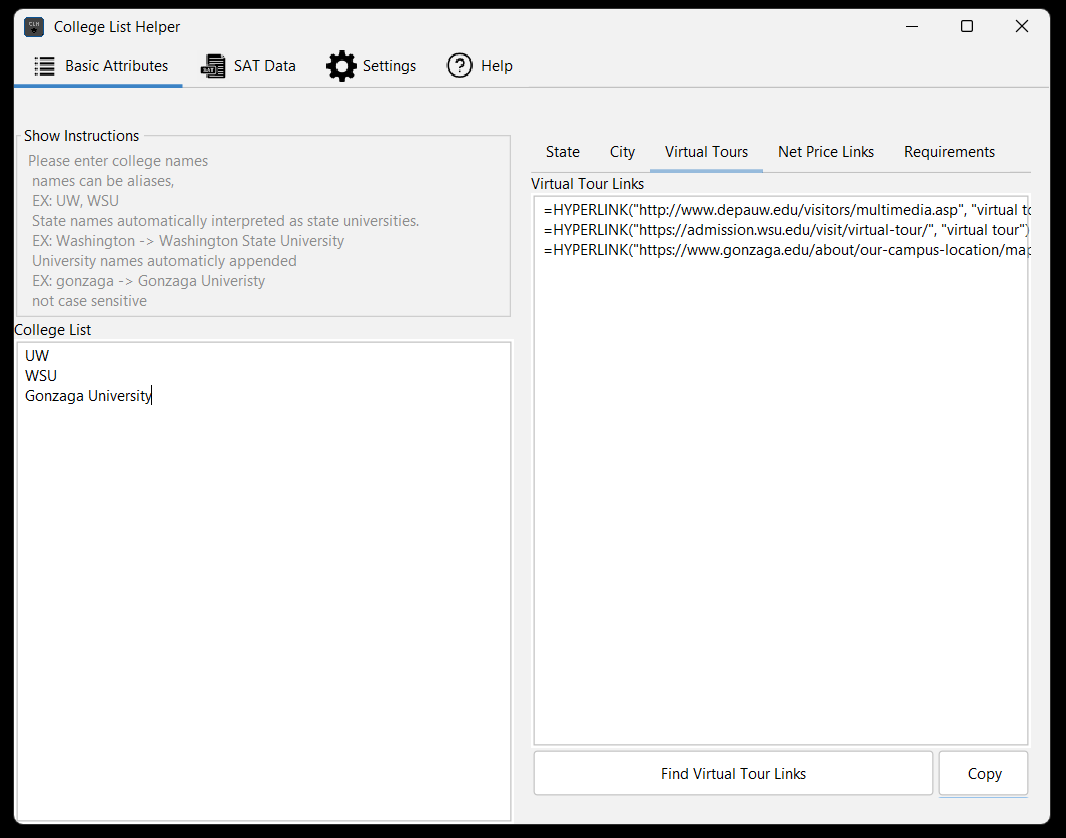 College List Helper
Basic Attributes
SAT Data
Settings
Help
Show Instructions
Please enter college names
names can be aliases,
EX: UW, WSU
State names automatically interpreted as state universities.
EX: Washington -> Washington State University
University names automaticly appended
EX: gonzaga -> Gonzaga Univeristy
not case sensitive
College List
UW
WSU
Gonzaga University
State
City
Virtual Tours
Net Price Links
Requirements
Virtual Tour Links
=HYPERLINK("http://www.depauw.edu/visitors/multimedia.asp", "virtual to
=HYPERLINK("https://admission.wsu.edu/visit/virtual-tour/", "virtual tour")
=HYPERLINK("https://www.gonzaga.edu/about/our-campus-location/map
Find Virtual Tour Links
Copy